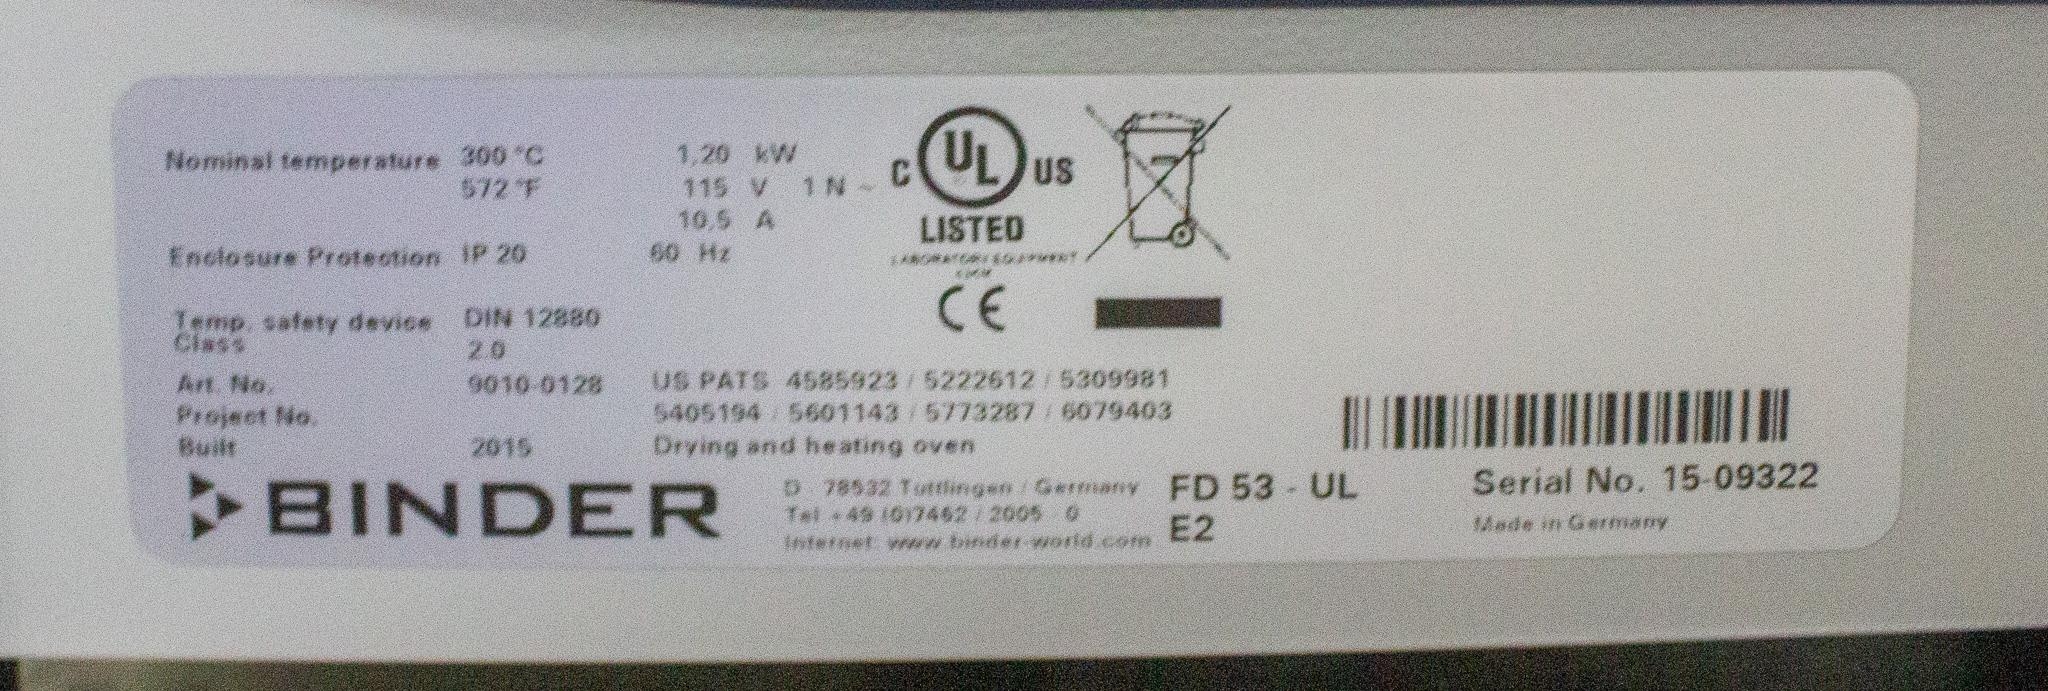 Nominal temperature 300 °C 1,20 kW
572 °F 115 V 1 N ~
10,5 A
Enclosure Protection IP 20 60 Hz
C UL US
LISTED
LABORATORY EQUIPMENT
CE
Temp. safety device DIN 12880
Class 2.0
Art. No. 9010-0128 US PATS 4585923 / 5222612 / 5309981
Project No. 5405194 / 5601143 / 5773287 / 6079403
Built 2015 Drying and heating oven
BINDER
D - 78532 Tuttlingen / Germany
Tel +49 (0)7462 / 2005 - 0
Internet: www.binder-world.com
FD 53 - UL
E2
Serial No. 15-09322
Made in Germany